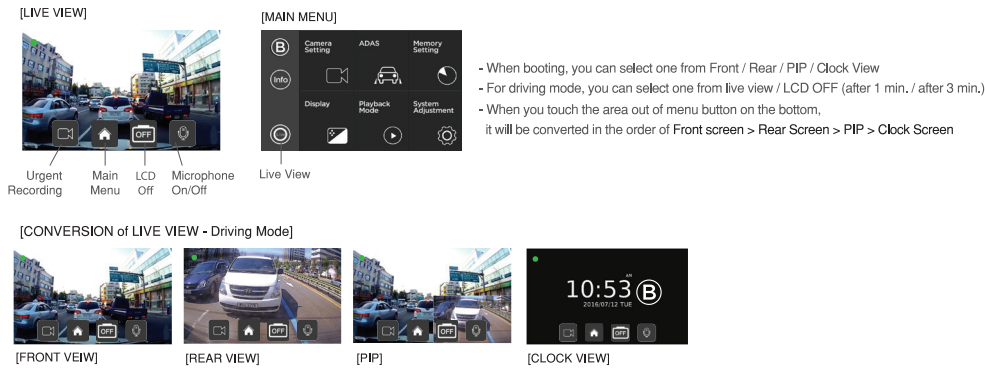 [LIVE VIEW]
OFF
Urgent Recording
Main Menu
LCD Off
Microphone On/Off
[MAIN MENU]
B
Camera Setting
ADAS
Memory Setting
Info
Display
Playback Mode
System Adjustment
Live View
- When booting, you can select one from Front / Rear / PIP / Clock View
- For driving mode, you can select one from live view / LCD OFF (after 1 min. / after 3 min.)
- When you touch the area out of menu button on the bottom,
it will be converted in the order of Front screen > Rear Screen > PIP > Clock Screen
[CONVERSION of LIVE VIEW - Driving Mode]
OFF
[FRONT VEIW]
OFF
[REAR VIEW]
OFF
[PIP]
AM
10:53 B
2016/07/12 TUE
OFF
[CLOCK VIEW]